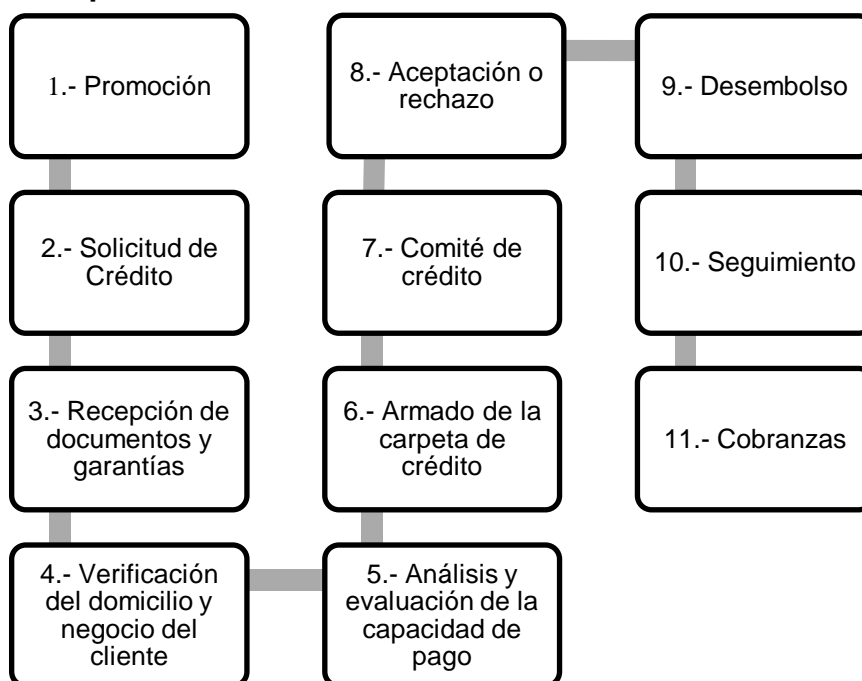 1.- Promoción
2.- Solicitud de
Crédito
3.- Recepción de
documentos y
garantías
4.- Verificación
del domicilio y
negocio del
cliente
5.- Análisis y
evaluación de la
capacidad de
pago
6.- Armado de la
carpeta de
crédito
7.- Comité de
crédito
8.- Aceptación o
rechazo
9.- Desembolso
10.- Seguimiento
11.- Cobranzas